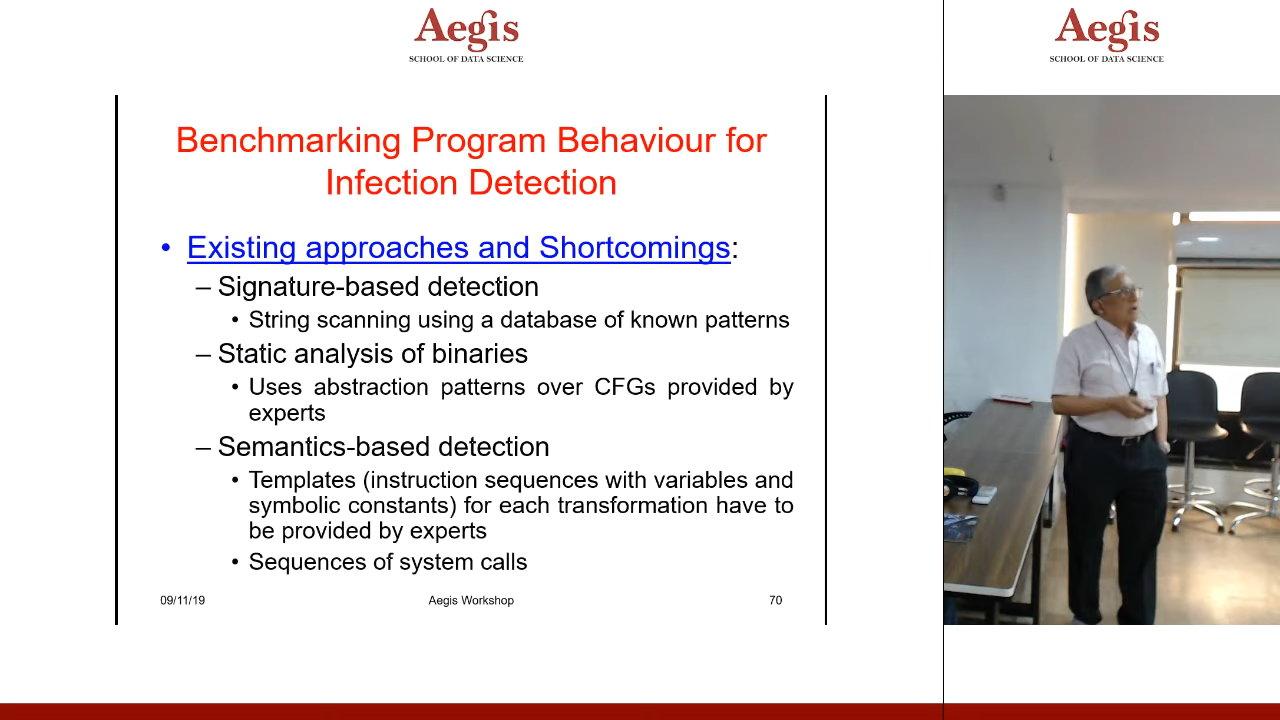 Aegis
SCHOOL OF DATA SCIENCE
Aegis
SCHOOL OF DATA SCIENCE
Benchmarking Program Behaviour for
Infection Detection
• Existing approaches and Shortcomings:
– Signature-based detection
• String scanning using a database of known patterns
– Static analysis of binaries
• Uses abstraction patterns over CFGs provided by
experts
– Semantics-based detection
• Templates (instruction sequences with variables and
symbolic constants) for each transformation have to
be provided by experts
• Sequences of system calls
09/11/19 Aegis Workshop 70